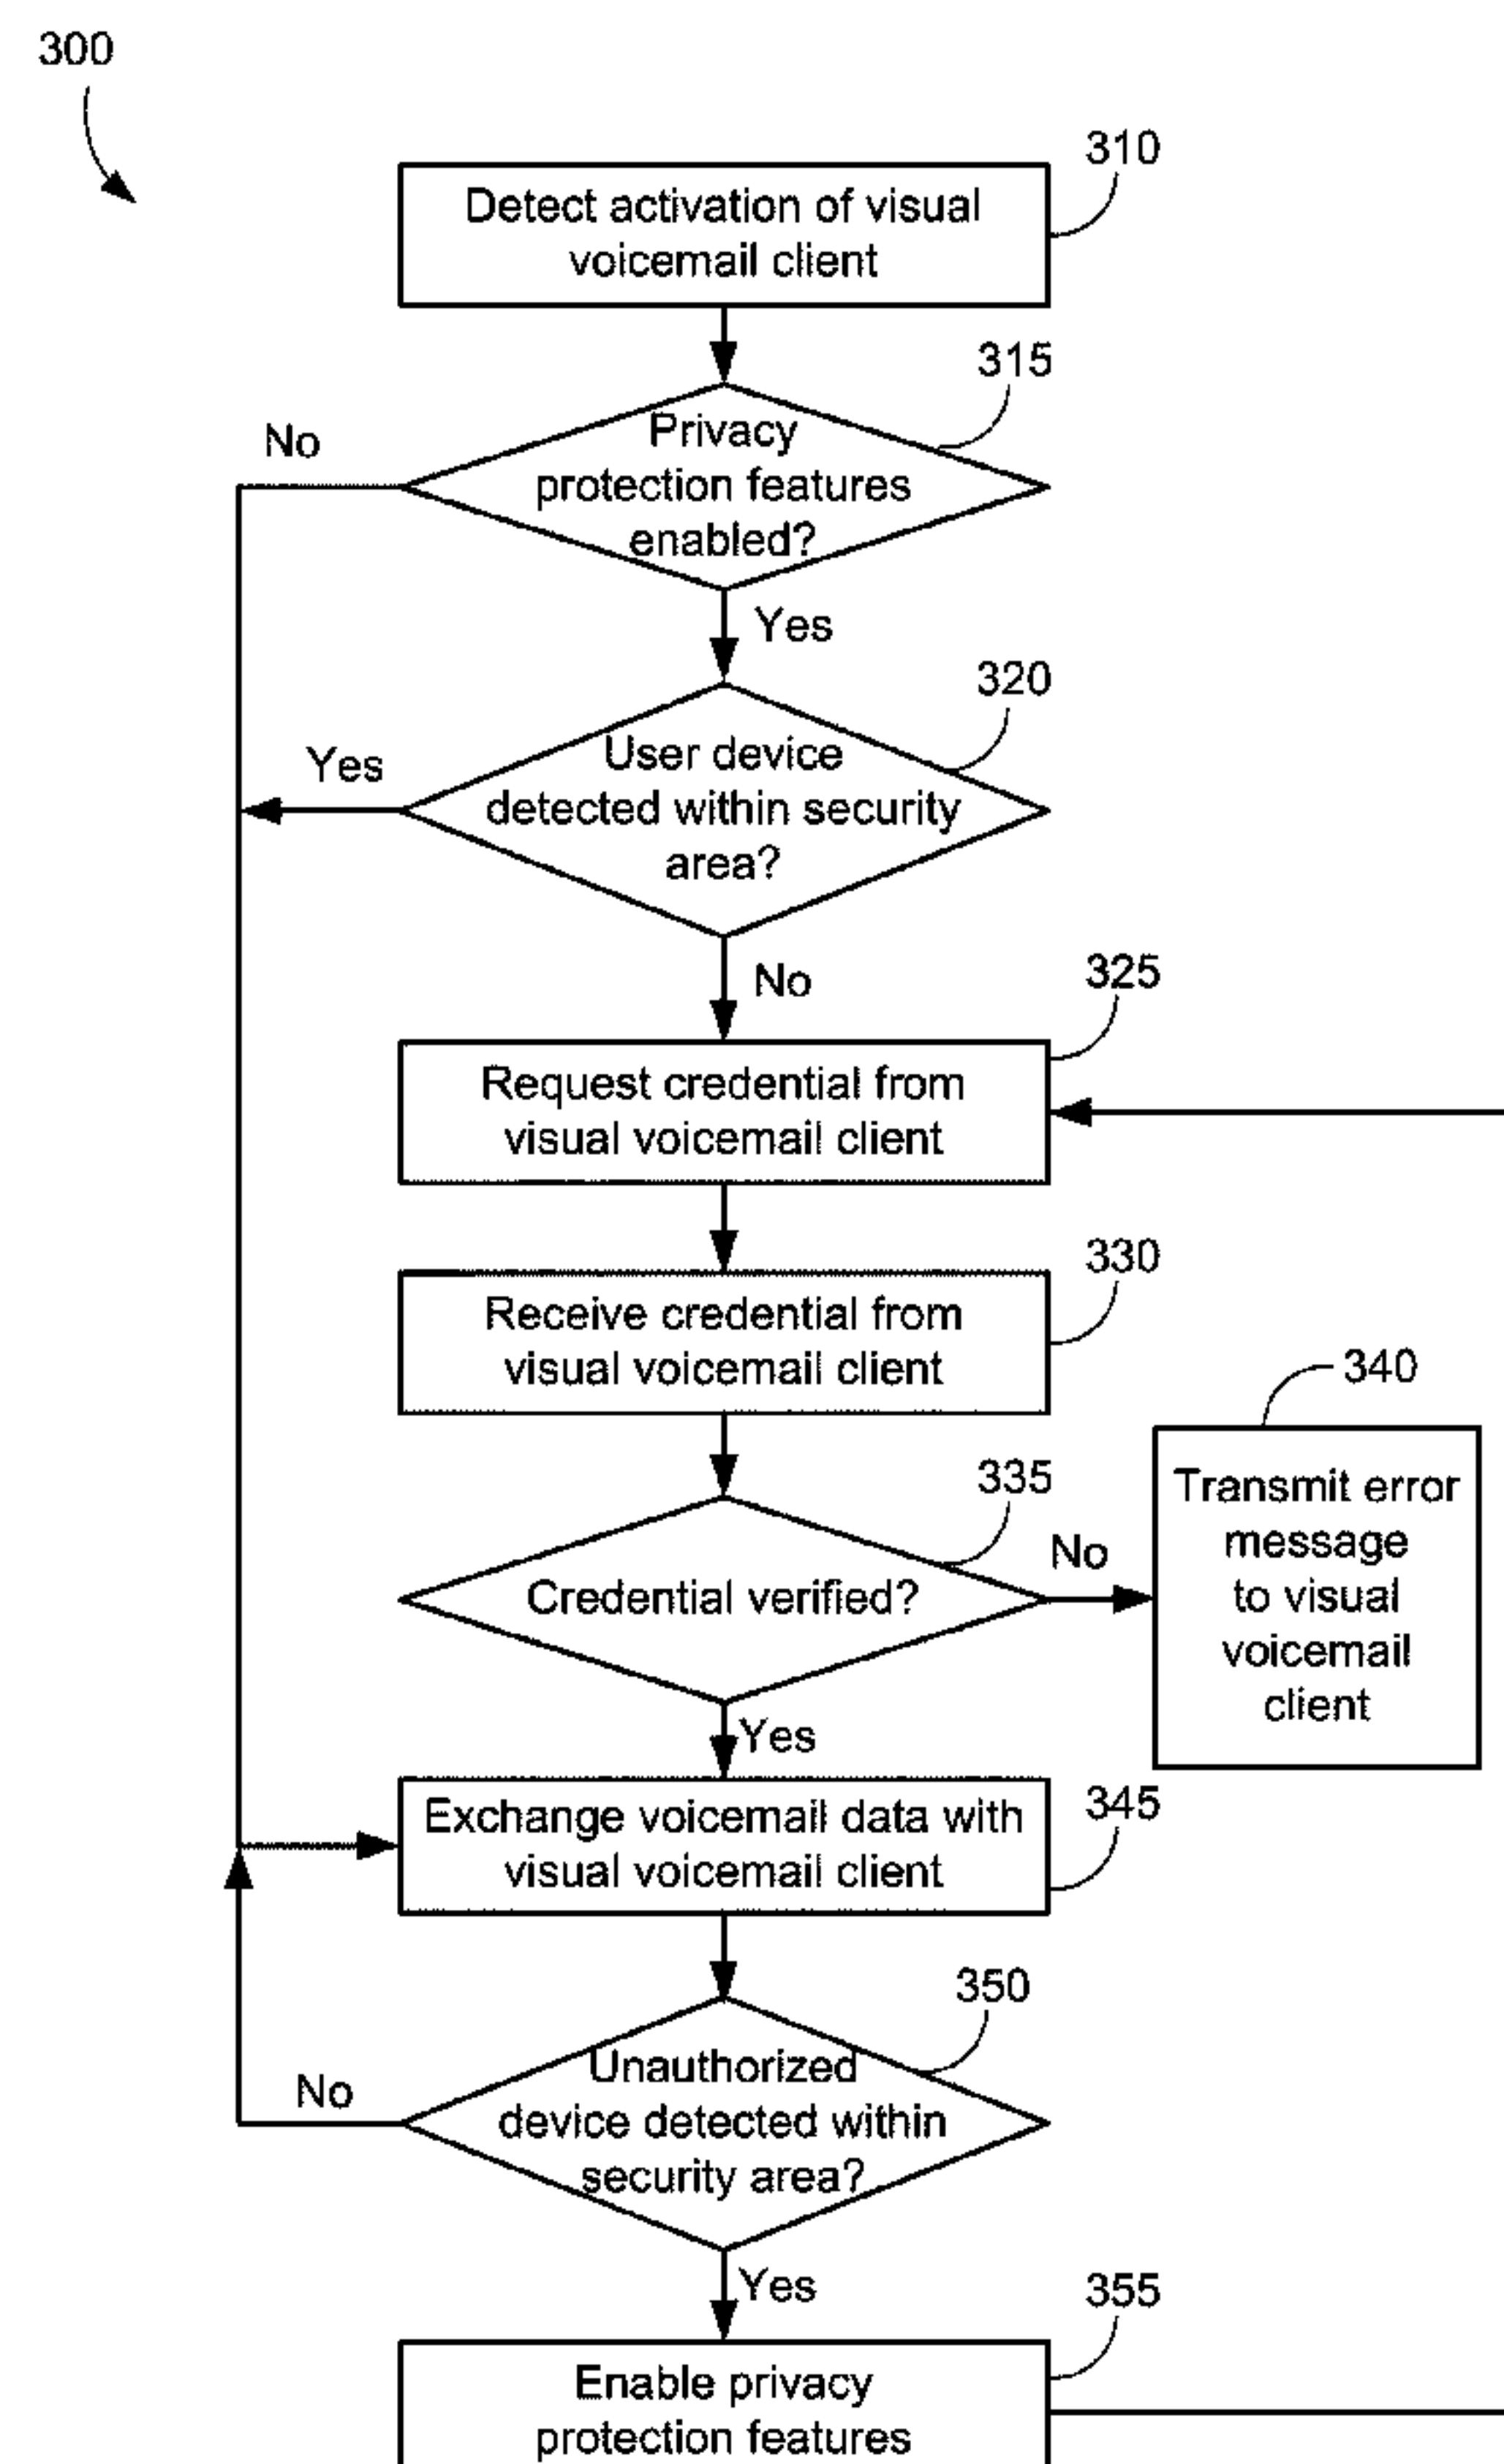 300
310
Detect activation of visual
voicemail client
315
No
Privacy
protection features
enabled?
Yes
320
Yes
User device
detected within security
area?
No
325
Request credential from
visual voicemail client
330
Receive credential from
visual voicemail client
340
335
Transmit error
message
to visual
voicemail
client
No
Credential verified?
Yes
345
Exchange voicemail data with
visual voicemail client
350
No
Unauthorized
device detected within
security area?
Yes
355
Enable privacy
protection features